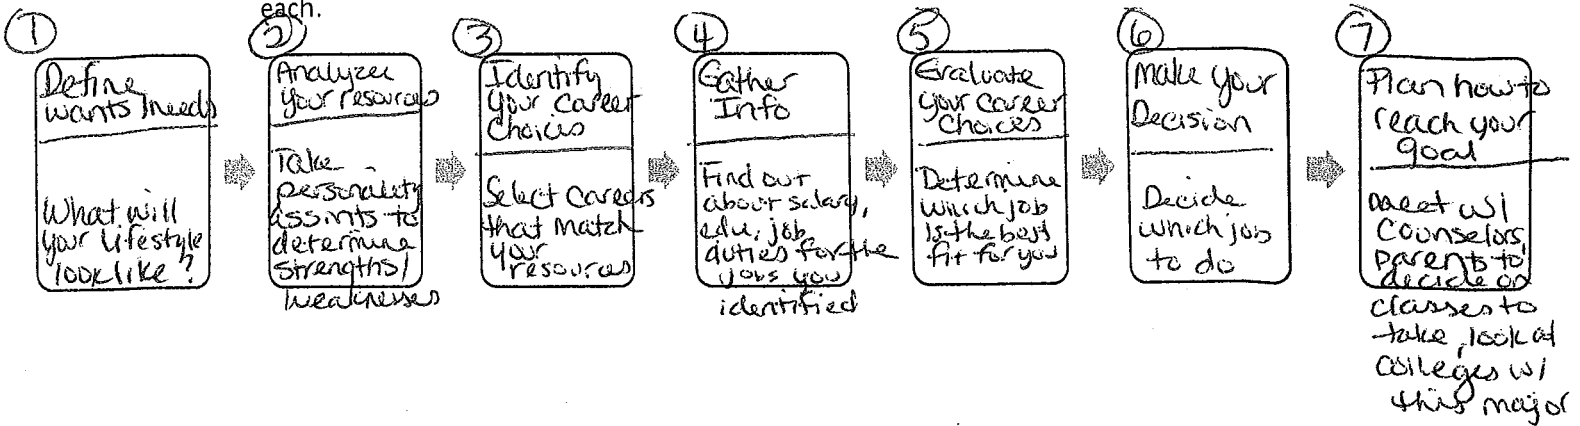 each.
1
Define
wants/needs
What will
your lifestyle
look like?
2
Analyze
your resources
Take
personality
assmts to
determine
strengths/
weaknesses
3
Identify
your career
choices
Select careers
that match
your
resources
4
Gather
Info
Find out
about salary,
edu, job
duties for the
jobs you
identified
5
Evaluate
your career
choices
Determine
which job
is the best
fit for you
6
Make your
Decision
Decide
which job
to do
7
Plan how to
reach your
goal
meet w/
counselors,
parents to
decide on
classes to
take, look at
colleges w/
this major